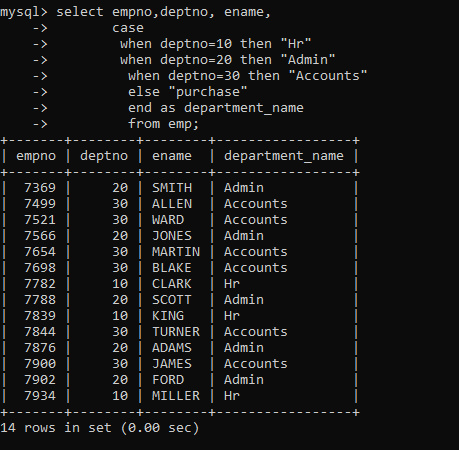 mysql> select empno,deptno, ename,
    ->        case
    ->         when deptno=10 then "Hr"
    ->         when deptno=20 then "Admin"
    ->          when deptno=30 then "Accounts"
    ->          else "purchase"
    ->          end as department_name
    ->          from emp;
+-------+--------+--------+-----------------+
| empno | deptno | ename  | department_name |
+-------+--------+--------+-----------------+
|  7369 |     20 | SMITH  | Admin           |
|  7499 |     30 | ALLEN  | Accounts        |
|  7521 |     30 | WARD   | Accounts        |
|  7566 |     20 | JONES  | Admin           |
|  7654 |     30 | MARTIN | Accounts        |
|  7698 |     30 | BLAKE  | Accounts        |
|  7782 |     10 | CLARK  | Hr              |
|  7788 |     20 | SCOTT  | Admin           |
|  7839 |     10 | KING   | Hr              |
|  7844 |     30 | TURNER | Accounts        |
|  7876 |     20 | ADAMS  | Admin           |
|  7900 |     30 | JAMES  | Accounts        |
|  7902 |     20 | FORD   | Admin           |
|  7934 |     10 | MILLER | Hr              |
+-------+--------+--------+-----------------+
14 rows in set (0.00 sec)